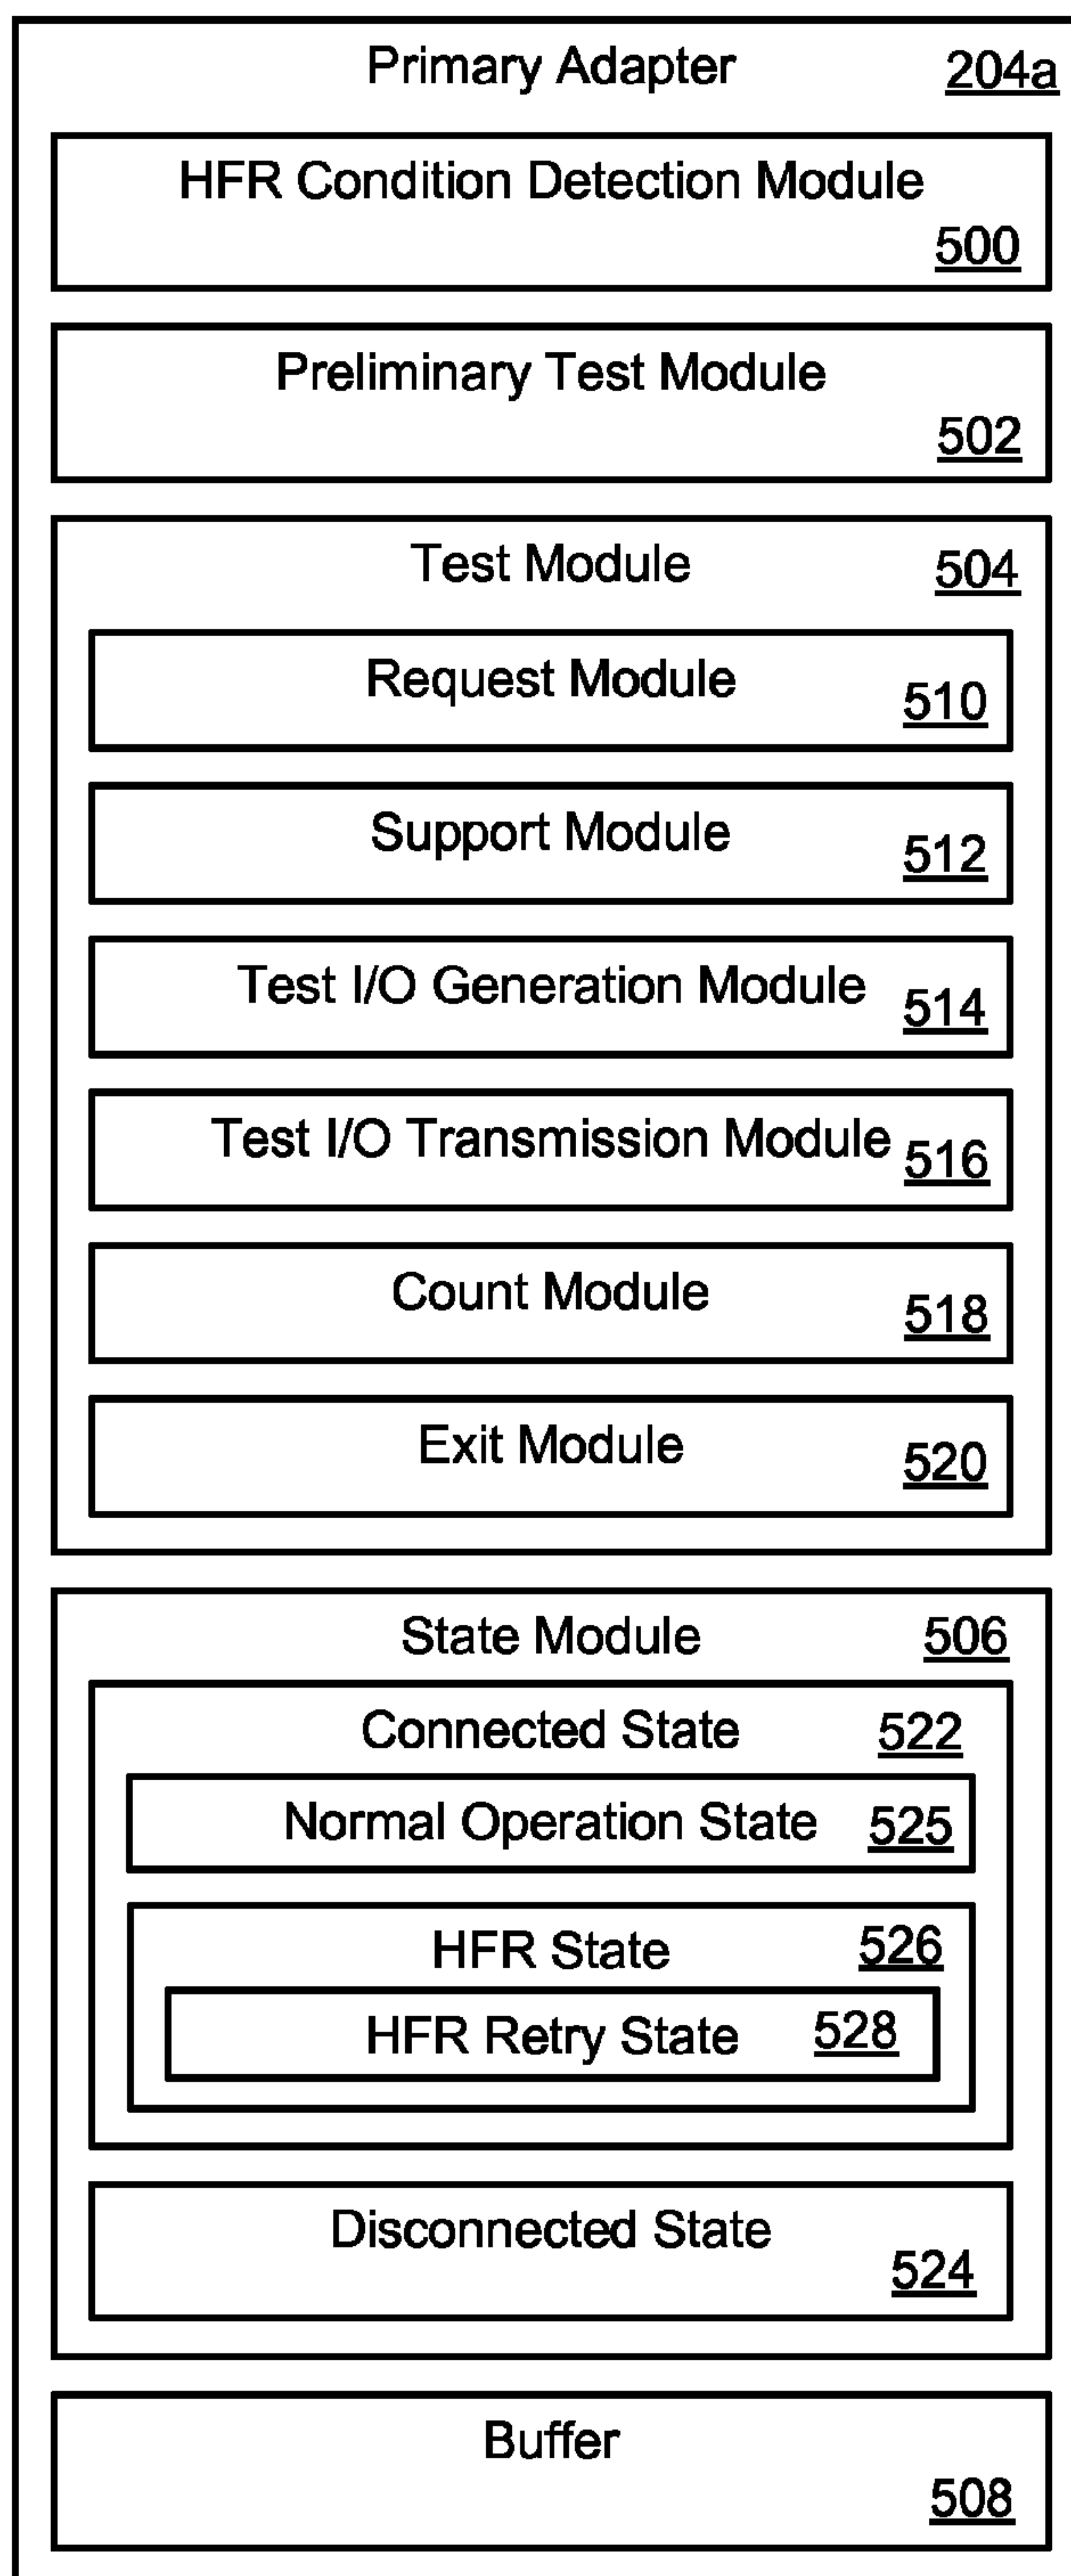 Primary Adapter 204a
HFR Condition Detection Module
500
Preliminary Test Module
502
Test Module 504
Request Module 510
Support Module 512
Test I/O Generation Module 514
Test I/O Transmission Module 516
Count Module 518
Exit Module 520
State Module 506
Connected State 522
Normal Operation State 525
HFR State 526
HFR Retry State 528
Disconnected State
524
Buffer
508